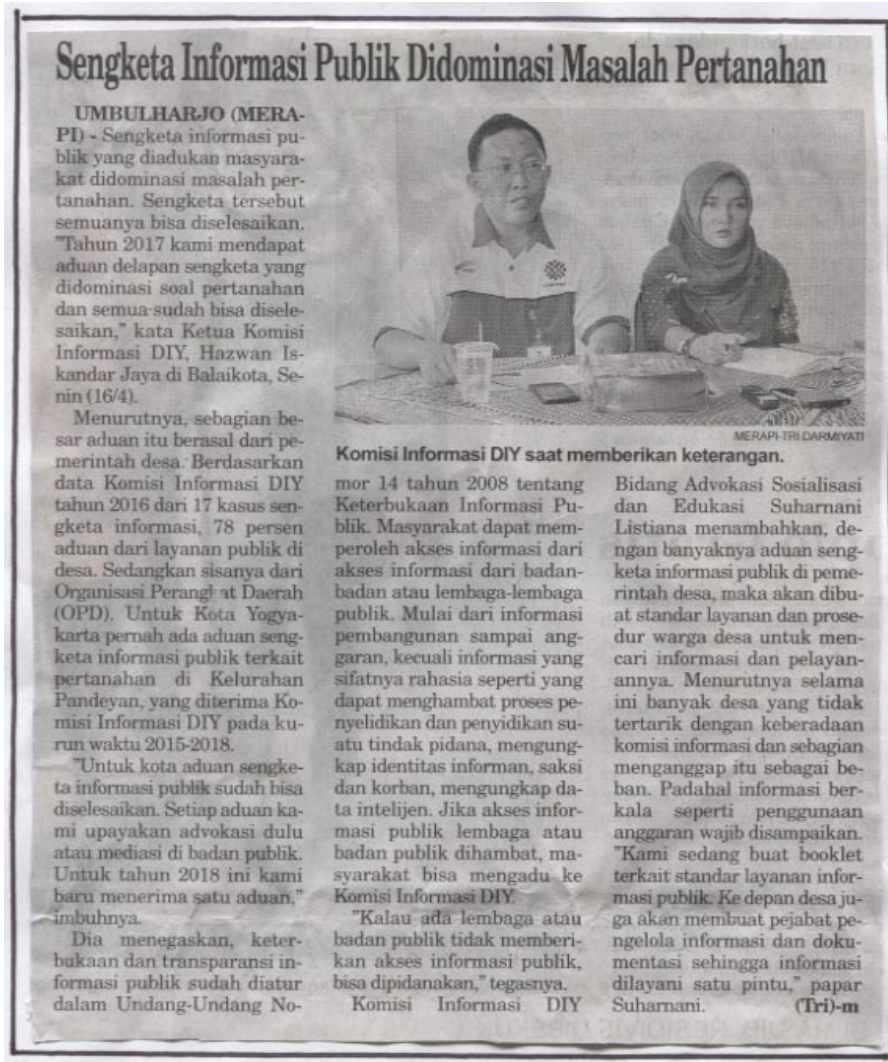 Sengketa Informasi Publik Didominasi Masalah Pertanahan
UMBULHARJO (MERA-
PI) - Sengketa informasi pu-
blik yang diadukan masyara-
kat didominasi masalah per-
tanahan. Sengketa tersebut
semuanya bisa diselesaikan.
"Tahun 2017 kami mendapat
aduan delapan sengketa yang
didominasi soal pertanahan
dan semua sudah bisa disele-
saikan," kata Ketua Komisi
Informasi DIY, Hazwan Is-
kandar Jaya di Balaikota, Se-
nin (16/4).
Menurutnya, sebagian be-
sar aduan itu berasal dari pe-
merintah desa. Berdasarkan
data Komisi Informasi DIY
tahun 2016 dari 17 kasus sen-
gketa informasi, 78 persen
aduan dari layanan publik di
desa. Sedangkan sisanya dari
Organisasi Perangkat Daerah
(OPD). Untuk Kota Yogya-
karta pernah ada aduan seng-
keta informasi publik terkait
pertanahan di Kelurahan
Pandeyan, yang diterima Ko-
misi Informasi DIY pada ku-
run waktu 2015-2018.
"Untuk kota aduan sengke-
ta informasi publik sudah bisa
diselesaikan. Setiap aduan ka-
mi upayakan advokasi dulu
atau mediasi di badan publik.
Untuk tahun 2018 ini kami
baru menerima satu aduan,"
imbuhnya.
Dia menegaskan, keter-
bukaan dan transparansi in-
formasi publik sudah diatur
dalam Undang-Undang No-
MERAPI-TRI DARMIYATI
Komisi Informasi DIY saat memberikan keterangan.
mor 14 tahun 2008 tentang
Keterbukaan Informasi Pu-
blik. Masyarakat dapat mem-
peroleh akses informasi dari
akses informasi dari badan-
badan atau lembaga-lembaga
publik. Mulai dari informasi
pembangunan sampai ang-
garan, kecuali informasi yang
sifatnya rahasia seperti yang
dapat menghambat proses pe-
nyelidikan dan penyidikan su-
atu tindak pidana, mengung-
kap identitas informan, saksi
dan korban, mengungkap da-
ta intelijen. Jika akses infor-
masi publik lembaga atau
badan publik dihambat, ma-
syarakat bisa mengadu ke
Komisi Informasi DIY.
"Kalau ada lembaga atau
badan publik tidak memberi-
kan akses informasi publik,
bisa dipidanakan," tegasnya.
Komisi Informasi DIY
Bidang Advokasi Sosialisasi
dan Edukasi Suharnani
Listiana menambahkan, de-
ngan banyaknya aduan seng-
keta informasi publik di peme-
rintah desa, maka akan dibu-
at standar layanan dan prose-
dur warga desa untuk men-
cari informasi dan pelayan-
annya. Menurutnya selama
ini banyak desa yang tidak
tertarik dengan keberadaan
komisi informasi dan sebagian
menganggap itu sebagai be-
ban. Padahal informasi ber-
kala seperti penggunaan
anggaran wajib disampaikan.
"Kami sedang buat booklet
terkait standar layanan infor-
masi publik. Ke depan desa ju-
ga akan membuat pejabat pe-
ngelola informasi dan doku-
mentasi sehingga informasi
dilayani satu pintu," papar
Suharnani. (Tri)-m